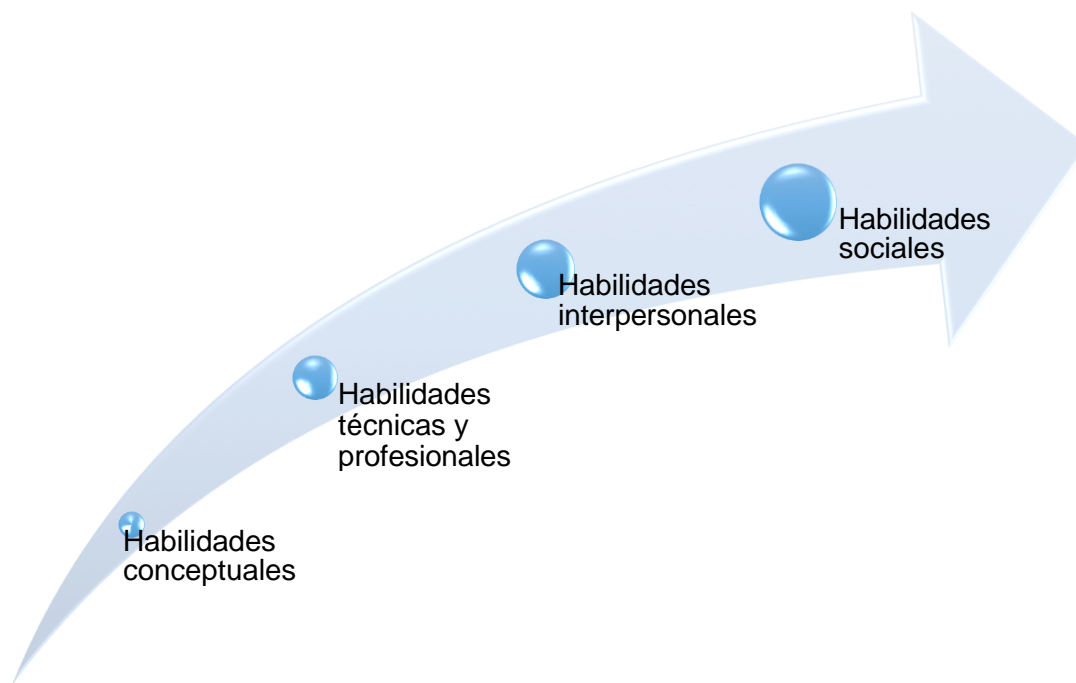 Habilidades
conceptuales
Habilidades
técnicas y
profesionales
Habilidades
interpersonales
Habilidades
sociales